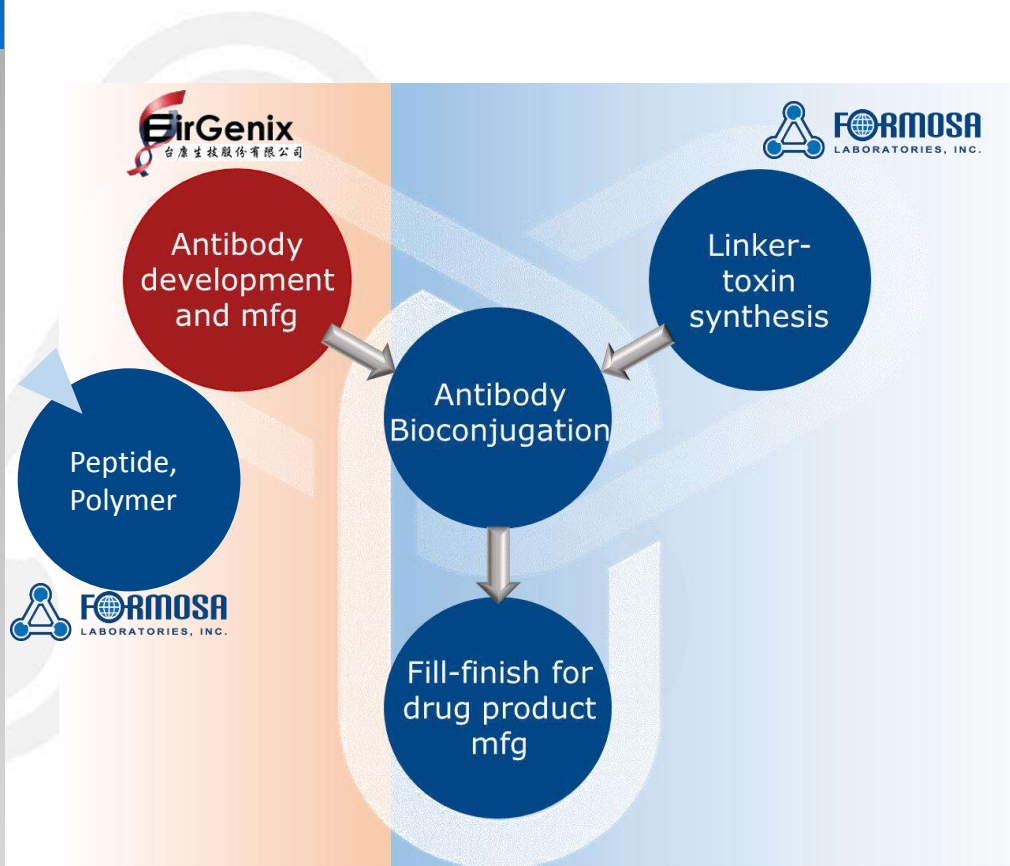 EirGenix
台康生技股份有限公司
FORMOSA
LABORATORIES, INC.
Antibody
development
and mfg
Linker-
toxin
synthesis
Antibody
Bioconjugation
Peptide,
Polymer
FORMOSA
LABORATORIES, INC.
Fill-finish for
drug product
mfg